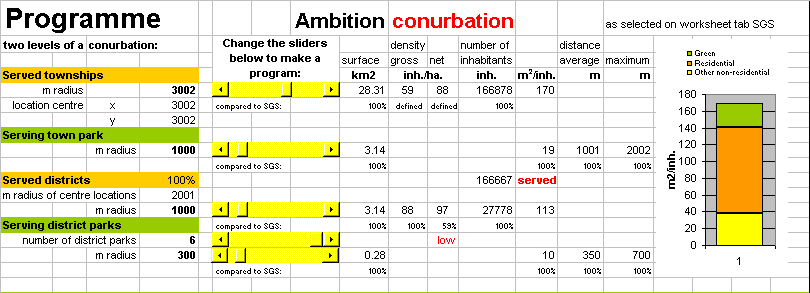 Programme Ambition conurbation as selected on worksheet tab SGS
two levels of a conurbation: Change the sliders below to make a program: surface density gross net number of inhabitants distance average maximum
km2 inh./ha. inh. m²/inh. m m
Served townships
m radius 3002 28.31 59 88 166878 170
location centre x 3002 compared to SGS: 100% defined defined 100%
y 3002
Serving town park
m radius 1000 3.14 19 1001 2002
compared to SGS: 100% 100% 100% 100%
Served districts 100% 166667 served
m radius of centre locations 2001
m radius 1000 3.14 88 97 27778 113
Serving district parks compared to SGS: 100% 100% 59% 100%
number of district parks 6 low
m radius 300 0.28 10 350 700
compared to SGS: 100% 100% 100% 100%
Green
Residential
Other non-residential
m2/inh.
180
160
140
120
100
80
60
40
20
0
1